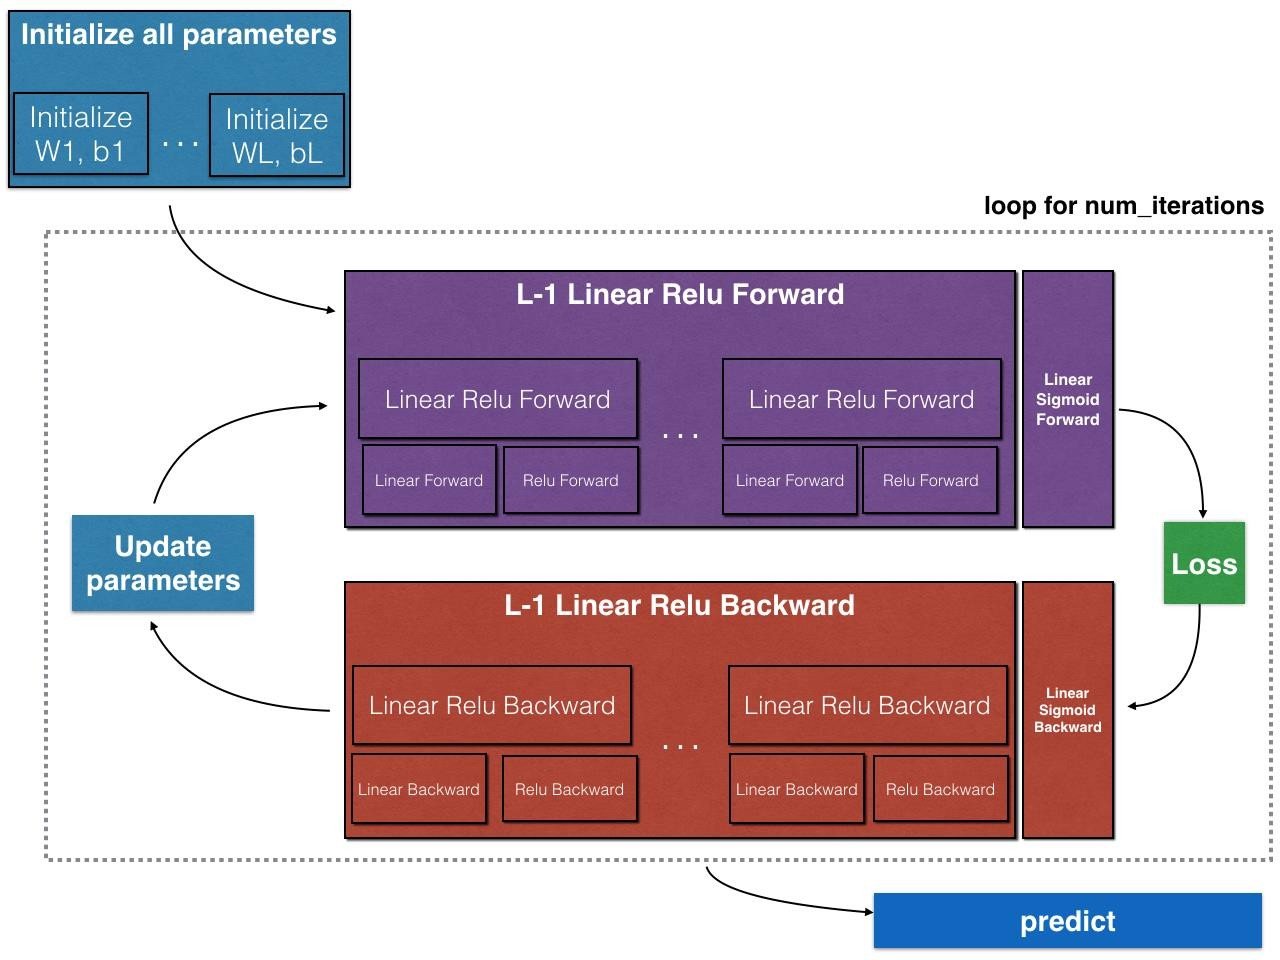 Initialize all parameters
Initialize
W1, b1
. . .
Initialize
WL, bL
loop for num_iterations
L-1 Linear Relu Forward
Linear Relu Forward
. . .
Linear Relu Forward
Linear Forward
Relu Forward
Linear Forward
Relu Forward
Linear
Sigmoid
Forward
Update
parameters
Loss
L-1 Linear Relu Backward
Linear Relu Backward
. . .
Linear Relu Backward
Linear Backward
Relu Backward
Linear Backward
Relu Backward
Linear
Sigmoid
Backward
predict